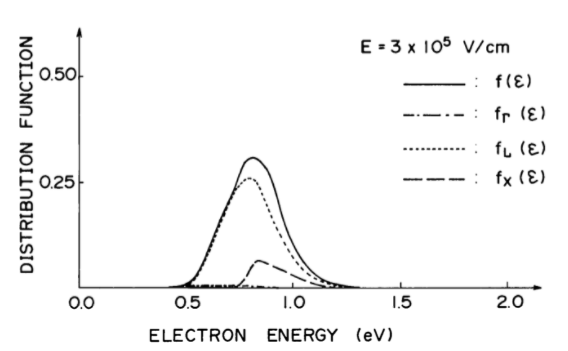 E = 3 x 10⁵ V/cm
: f(ε)
: fΓ (ε)
: fL (ε)
: fX (ε)
DISTRIBUTION FUNCTION
0.50
0.25
0.0 0.5 1.0 1.5 2.0
ELECTRON ENERGY (eV)